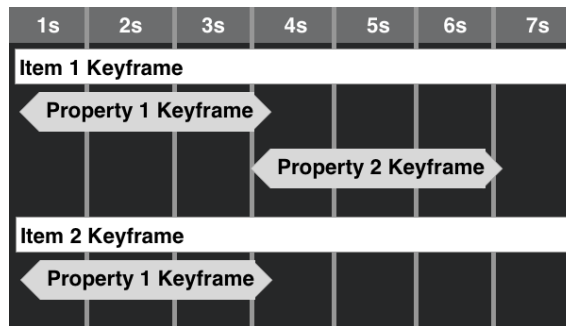 1s 2s 3s 4s 5s 6s 7s
Item 1 Keyframe
Property 1 Keyframe
Property 2 Keyframe
Item 2 Keyframe
Property 1 Keyframe